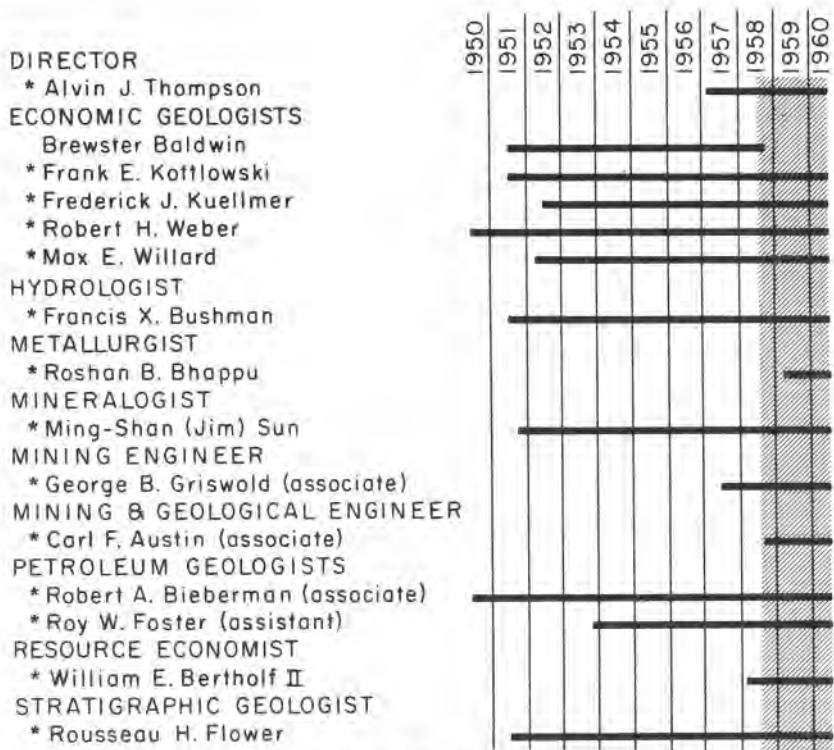 1950 1951 1952 1953 1954 1955 1956 1957 1958 1959 1960
DIRECTOR
* Alvin J. Thompson
ECONOMIC GEOLOGISTS
Brewster Baldwin
* Frank E. Kottlowski
* Frederick J. Kuellmer
* Robert H. Weber
* Max E. Willard
HYDROLOGIST
* Francis X. Bushman
METALLURGIST
* Roshan B. Bhappu
MINERALOGIST
* Ming-Shan (Jim) Sun
MINING ENGINEER
* George B. Griswold (associate)
MINING & GEOLOGICAL ENGINEER
* Carl F. Austin (associate)
PETROLEUM GEOLOGISTS
* Robert A. Bieberman (associate)
* Roy W. Foster (assistant)
RESOURCE ECONOMIST
* William E. Bertholf II
STRATIGRAPHIC GEOLOGIST
* Rousseau H. Flower